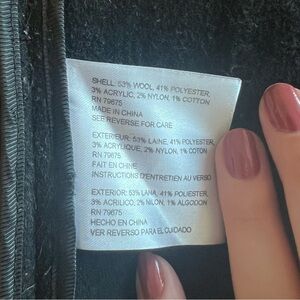 SHELL: 53% WOOL, 41% POLYESTER,
3% ACRYLIC, 2% NYLON, 1% COTTON
RN 79675
MADE IN CHINA
SEE REVERSE FOR CARE
EXTERIEUR: 53% LAINE, 41% POLYESTER,
3% ACRYLIQUE, 2% NYLON, 1% COTON
RN 79675
FAIT EN CHINE
INSTRUCTIONS D'ENTRETIEN AU VERSO
EXTERIOR: 53% LANA, 41% POLIESTER,
3% ACRILICO, 2% NILON, 1% ALGODON
RN 79675
HECHO EN CHINA
VER REVERSO PARA EL CUIDADO